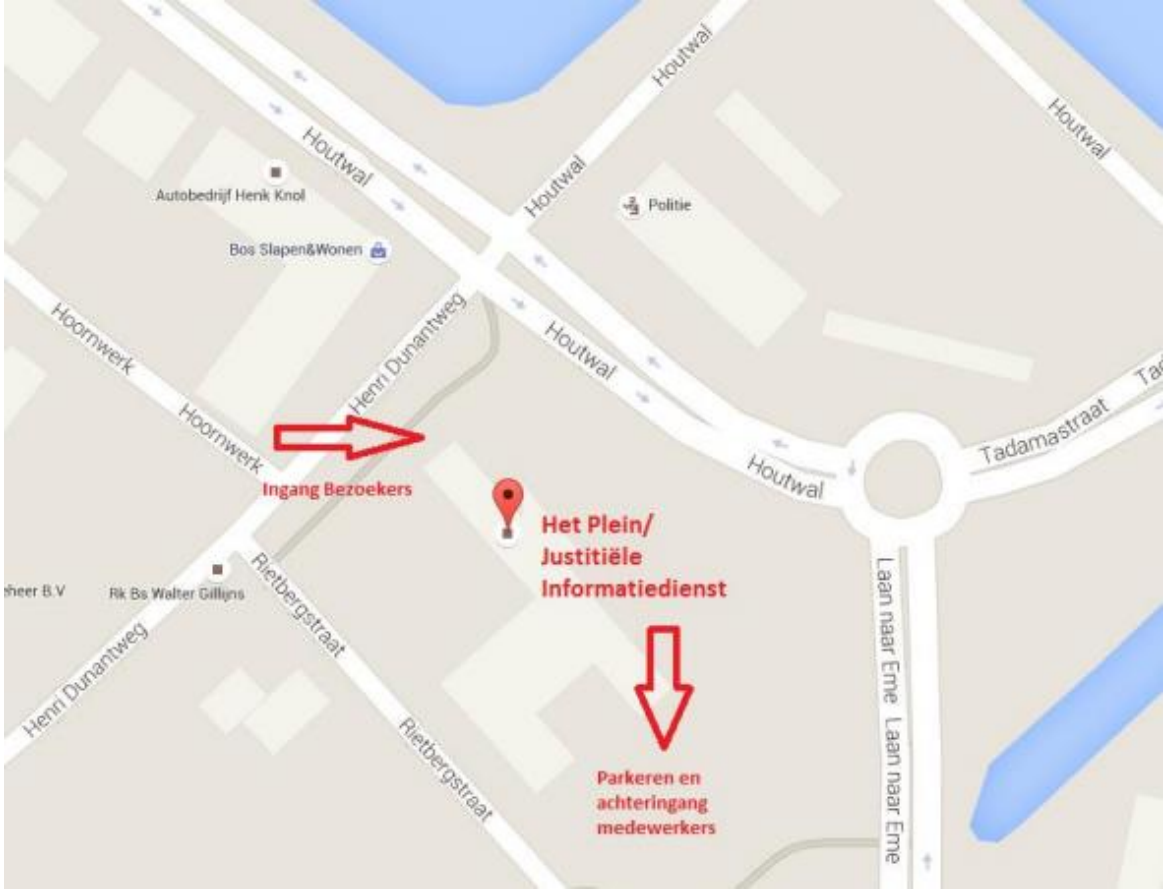 Houtwal
Houtwal
Houtwal
Autobedrijf Henk Knol
Houtwal
Politie
Bos Slapen&Wonen
Hoornwerk
Henri Dunantweg
Houtwal
Hoornwerk
Tadamastraat
Houtwal
Ingang Bezoekers
Het Plein/
Justitiële
Informatiedienst
heer B.V
Rk Bs Walter Gillijns
Rietbergstraat
Henri Dunantweg
Laan naar Eme
Laan naar Eme
Rietbergstraat
Parkeren en
achteringang
medewerkers